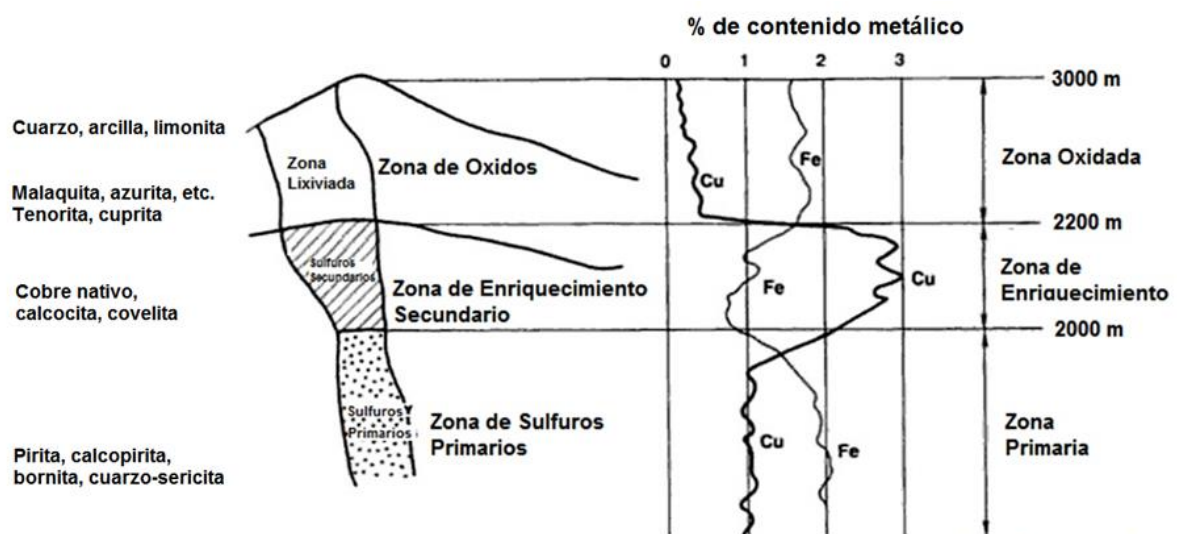 % de contenido metálico
0 1 2 3
3000 m
Cuarzo, arcilla, limonita
Zona
Lixiviada
Zona de Oxidos
Cu
Fe
Zona Oxidada
Malaquita, azurita, etc.
Tenorita, cuprita
2200 m
Sulfuros
Secundarios
Cobre nativo,
calcocita, covelita
Zona de Enriquecimiento
Secundario
Fe
Cu
Zona de
Enriquecimiento
2000 m
Sulfuros
Primarios
Zona de Sulfuros
Primarios
Cu
Fe
Zona
Primaria
Pirita, calcopirita,
bornita, cuarzo-sericita